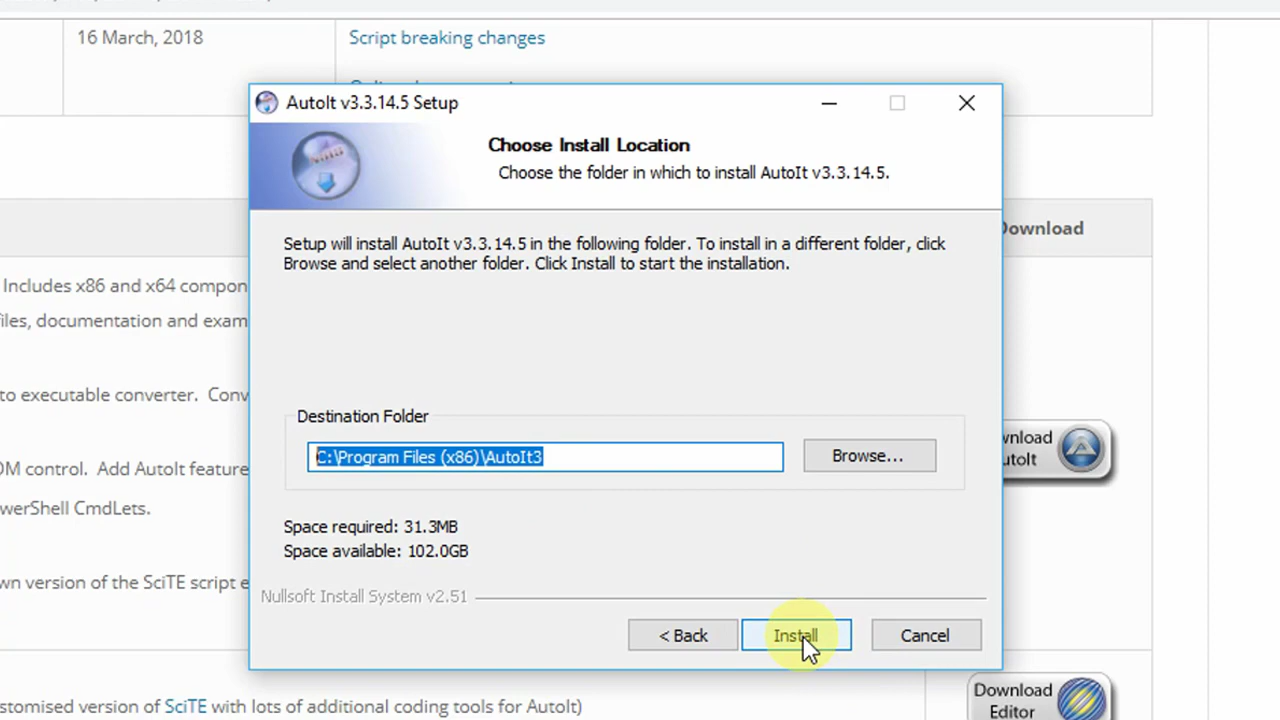 16 March, 2018
Script breaking changes
AutoIt v3.3.14.5 Setup
Choose Install Location
Choose the folder in which to install AutoIt v3.3.14.5.
Download
Setup will install AutoIt v3.3.14.5 in the following folder. To install in a different folder, click
Browse and select another folder. Click Install to start the installation.
Includes x86 and x64 compon
files, documentation and exam
to executable converter. Conv
Destination Folder
C:\Program Files (x86)\AutoIt3
Browse...
wnload
utoIt
OM control. Add AutoIt feature
werShell CmdLets.
Space required: 31.3MB
Space available: 102.0GB
wn version of the SciTE script e
Nullsoft Install System v2.51
< Back
Install
Cancel
Download
Editor
stomised version of SciTE with lots of additional coding tools for AutoIt)